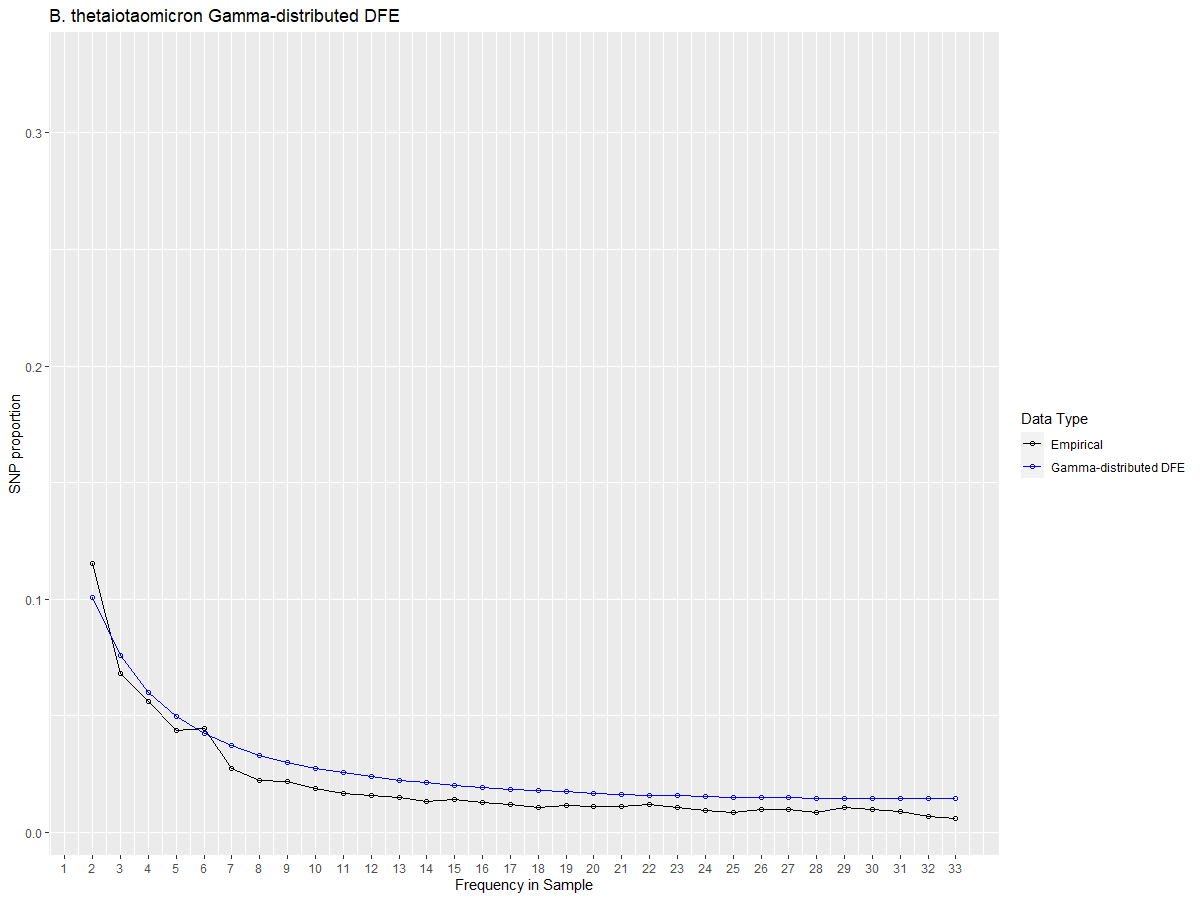 B. thetaiotaomicron Gamma-distributed DFE
SNP proportion
0.3
0.2
0.1
0.0
1 2 3 4 5 6 7 8 9 10 11 12 13 14 15 16 17 18 19 20 21 22 23 24 25 26 27 28 29 30 31 32 33
Frequency in Sample
Data Type
Empirical
Gamma-distributed DFE